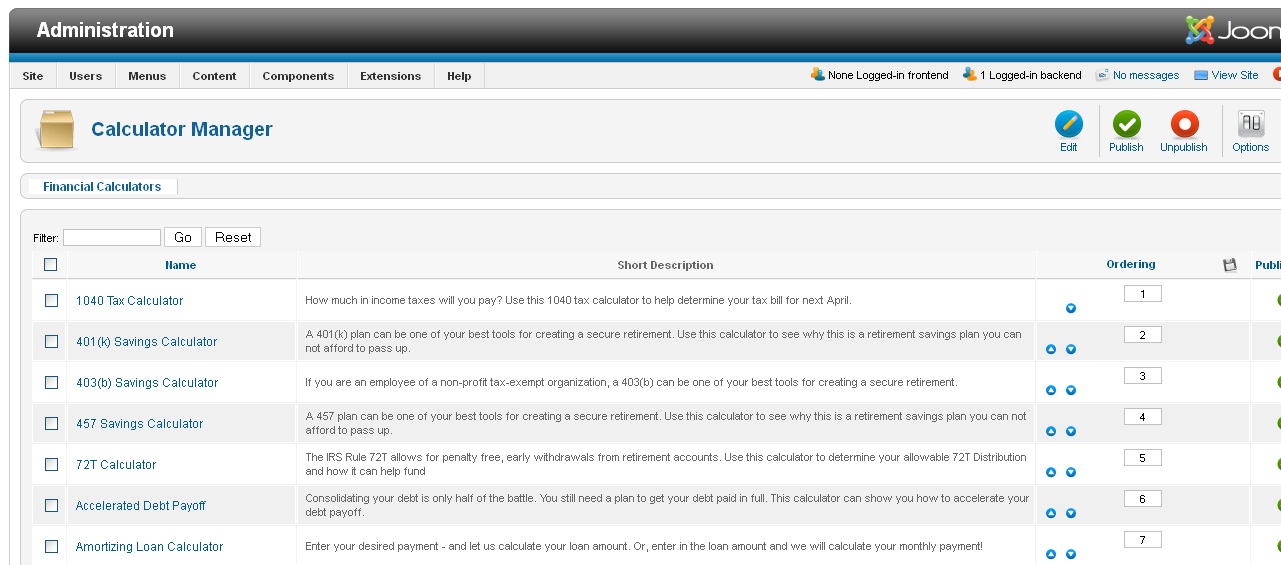 Administration
Joom
Site Users Menus Content Components Extensions Help None Logged-in frontend 1 Logged-in backend No messages View Site
Calculator Manager
Edit Publish Unpublish Options
Financial Calculators
Filter: Go Reset
Name Short Description Ordering Publi
1040 Tax Calculator How much in income taxes will you pay? Use this 1040 tax calculator to help determine your tax bill for next April. 1
401(k) Savings Calculator A 401(k) plan can be one of your best tools for creating a secure retirement. Use this calculator to see why this is a retirement savings plan you can 2
not afford to pass up.
403(b) Savings Calculator If you are an employee of a non-profit tax-exempt organization, a 403(b) can be one of your best tools for creating a secure retirement. 3
457 Savings Calculator A 457 plan can be one of your best tools for creating a secure retirement. Use this calculator to see why this is a retirement savings plan you can not 4
afford to pass up.
72T Calculator The IRS Rule 72T allows for penalty free, early withdrawals from retirement accounts. Use this calculator to determine your allowable 72T Distribution 5
and how it can help fund
Accelerated Debt Payoff Consolidating your debt is only half of the battle. You still need a plan to get your debt paid in full. This calculator can show you how to accelerate your 6
debt payoff.
Amortizing Loan Calculator Enter your desired payment - and let us calculate your loan amount. Or, enter in the loan amount and we will calculate your monthly payment! 7